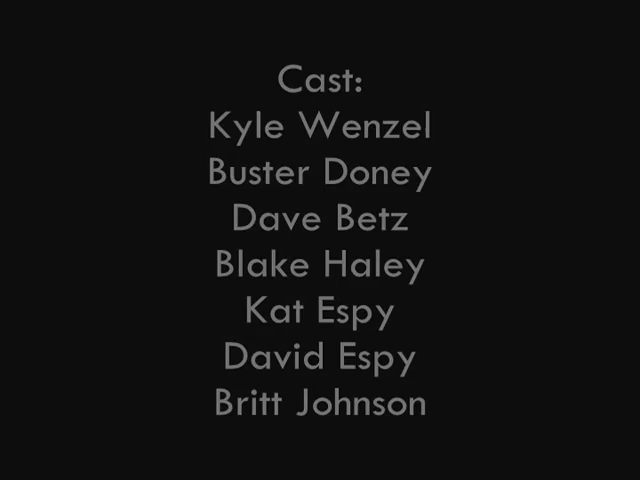 Cast:
Kyle Wenzel
Buster Doney
Dave Betz
Blake Haley
Kat Espy
David Espy
Britt Johnson